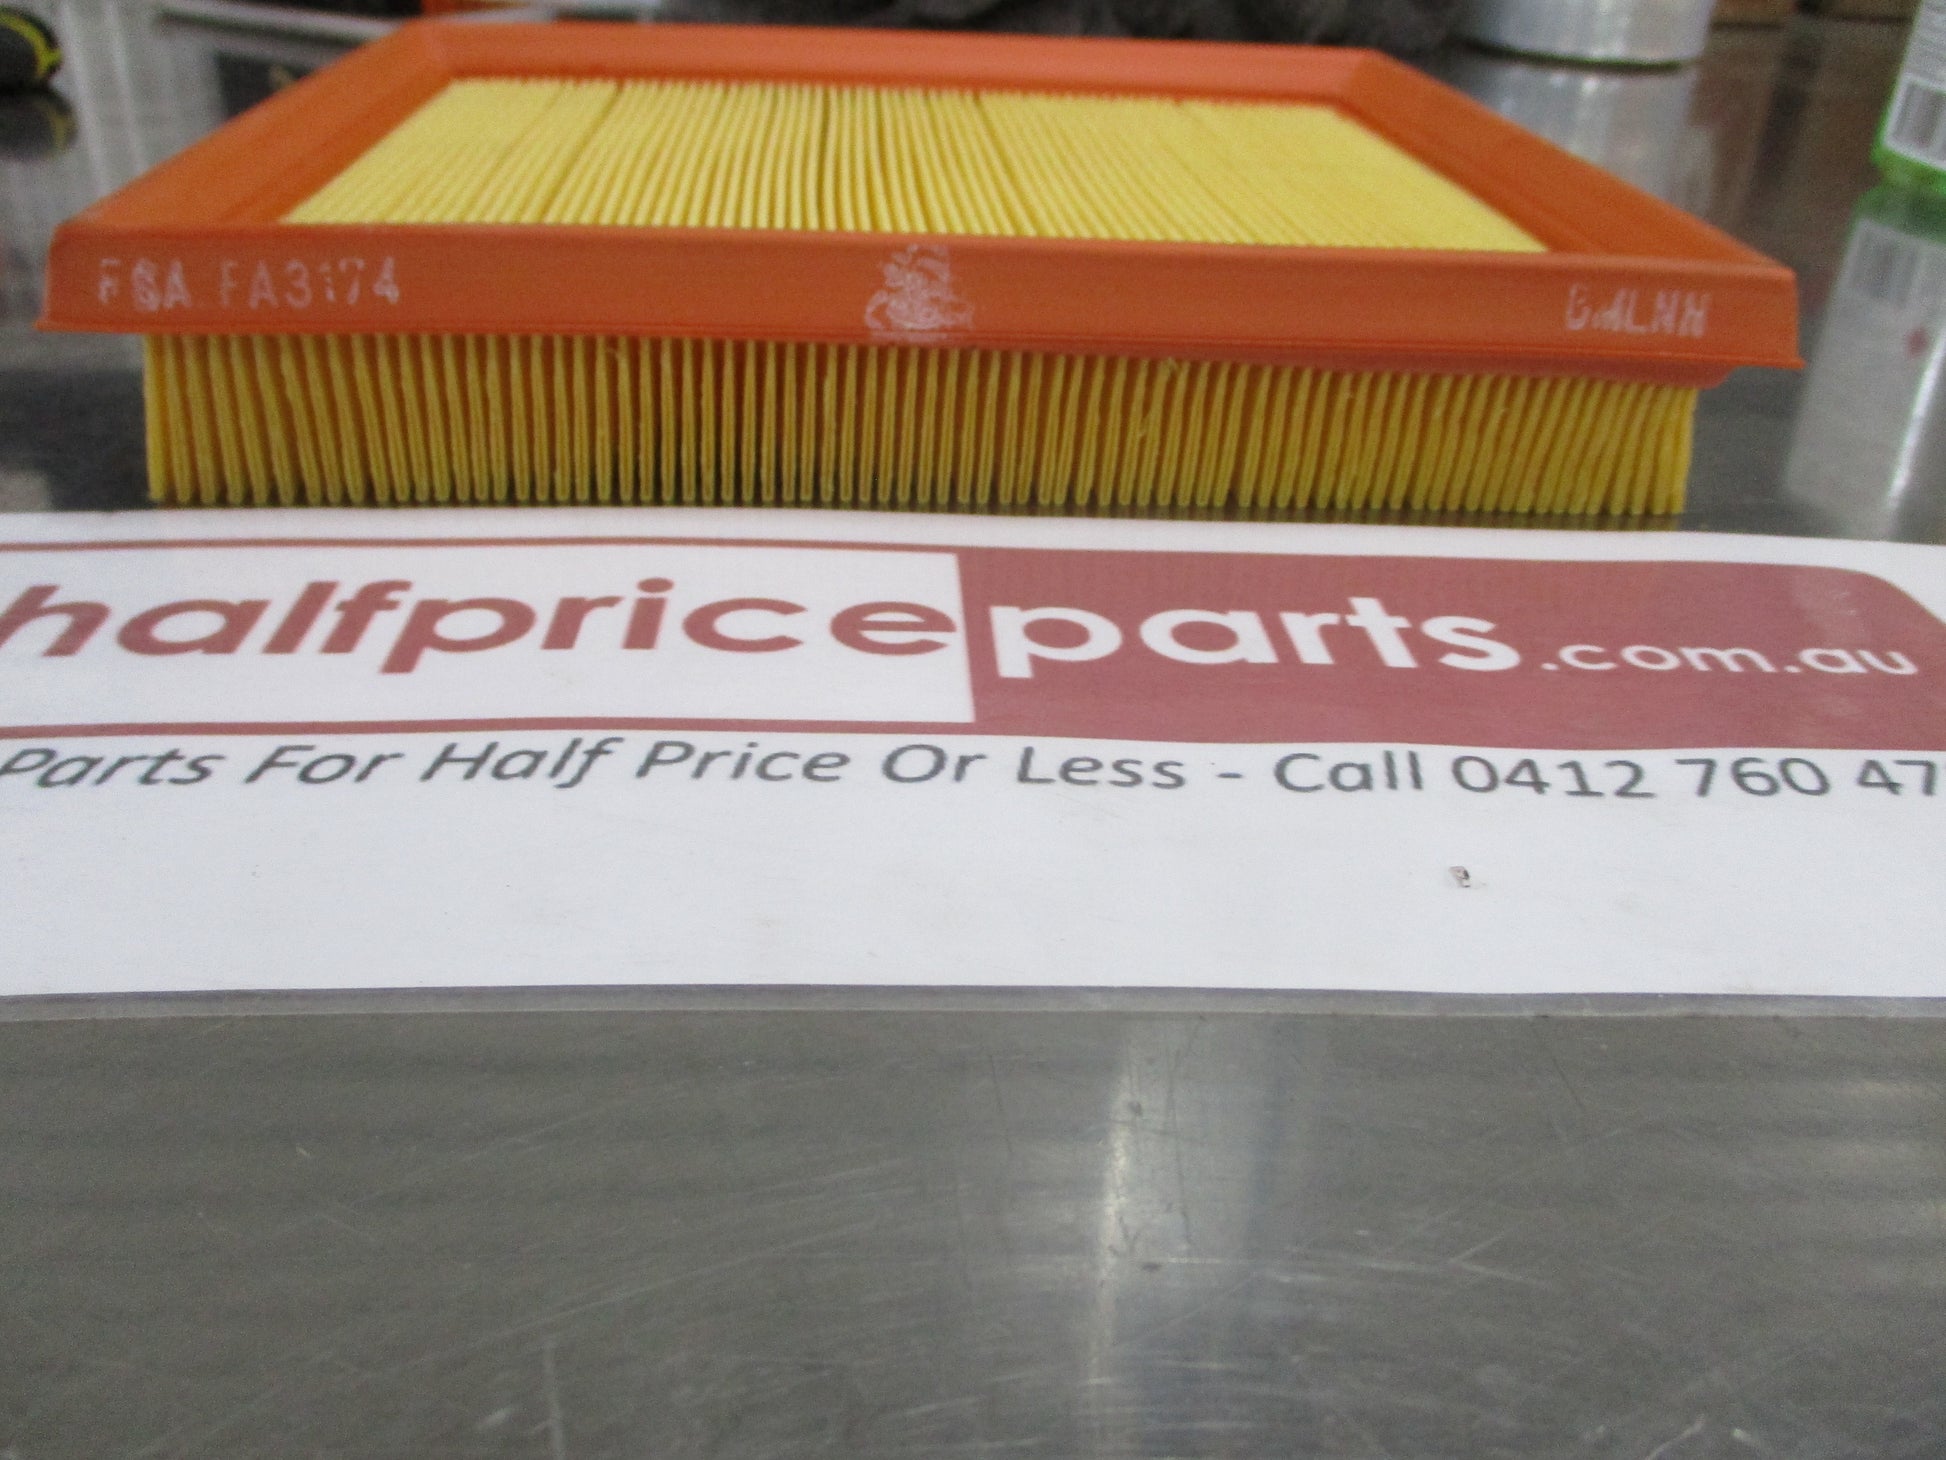 FSA FA3174
halfpriceparts.com.au
Parts For Half Price Or Less - Call 0412 760 47